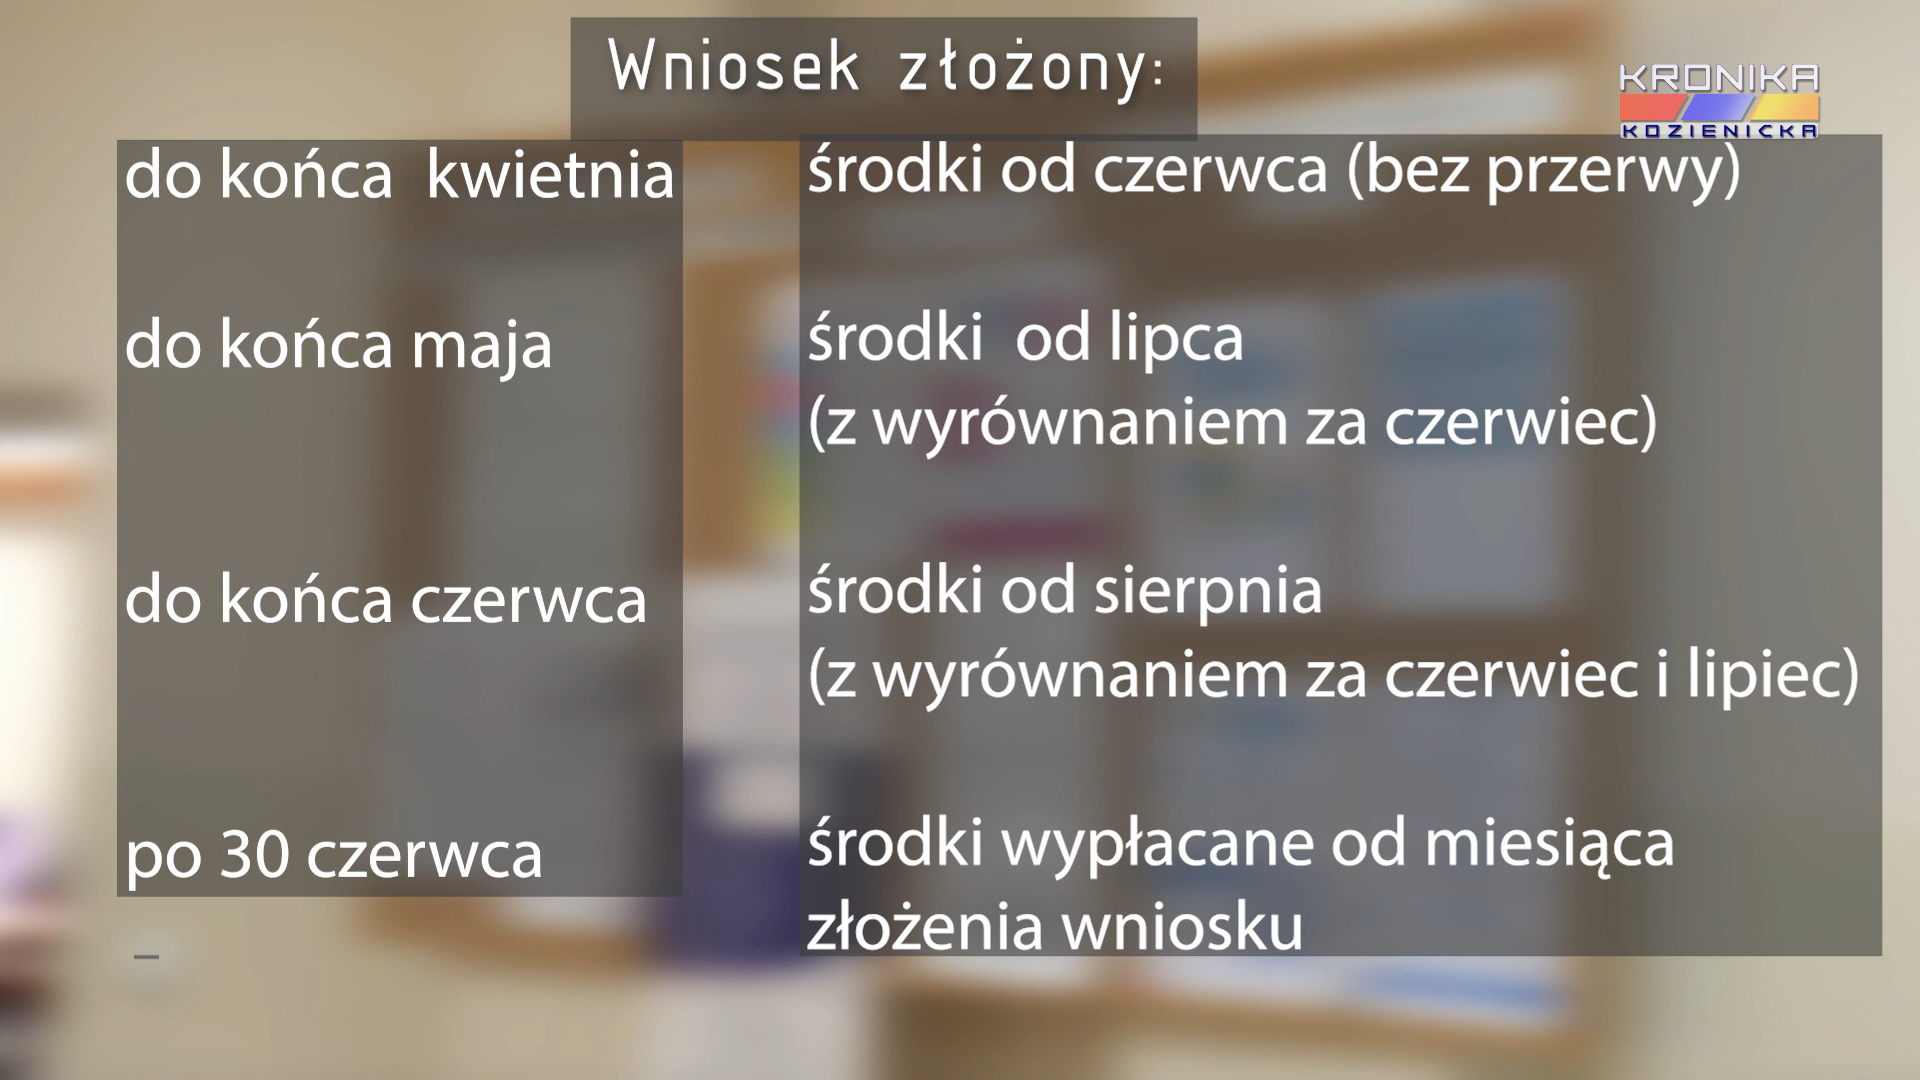 Wniosek złożony:
KRONIKA
KOZIENICKA
do końca kwietnia
środki od czerwca (bez przerwy)
do końca maja
środki od lipca
(z wyrównaniem za czerwiec)
do końca czerwca
środki od sierpnia
(z wyrównaniem za czerwiec i lipiec)
po 30 czerwca
środki wypłacane od miesiąca
złożenia wniosku